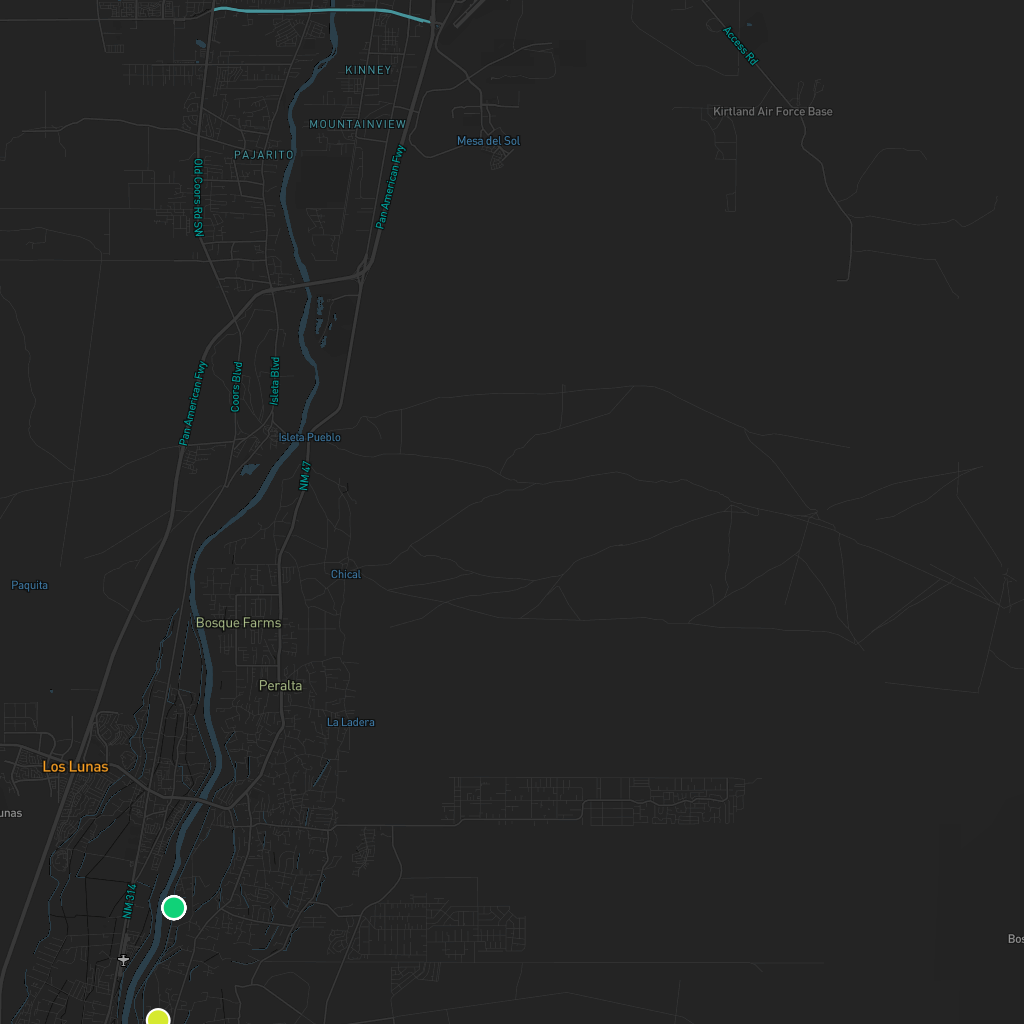 Access Rd
KINNEY
Kirtland Air Force Base
MOUNTAINVIEW
Mesa del Sol
PAJARITO
Old Coors Rd SW
Pan American Fwy
Pan American Fwy
Coors Blvd
Isleta Blvd
Isleta Pueblo
NM 47
Chical
Paquita
Bosque Farms
Peralta
La Ladera
Los Lunas
unas
NM 314
Bos